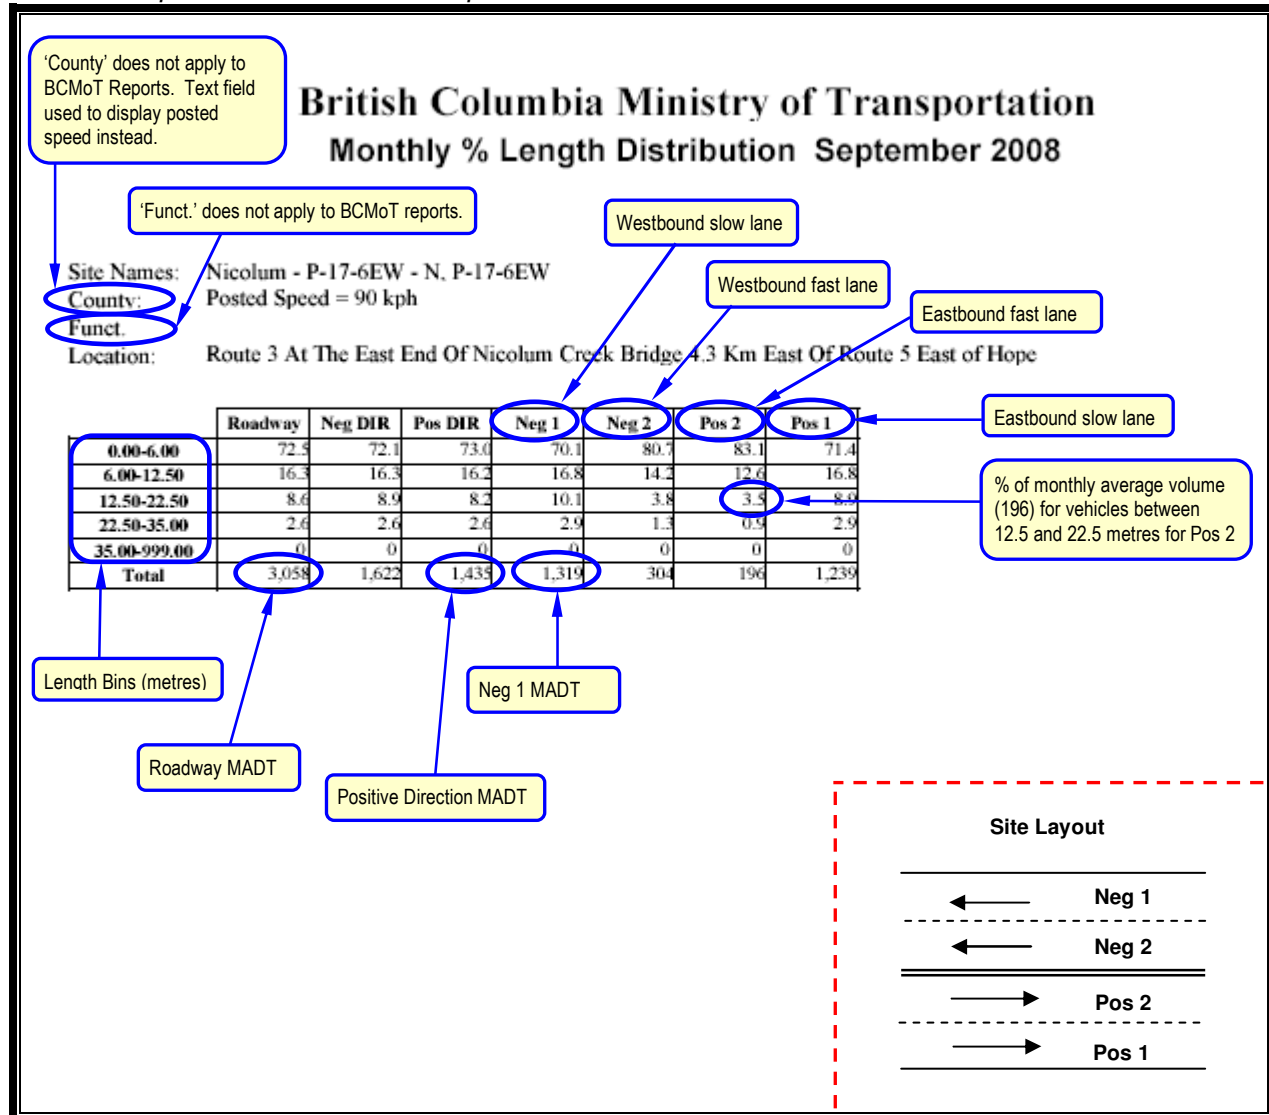 'County' does not apply to
BCMoT Reports. Text field
used to display posted
speed instead.
British Columbia Ministry of Transportation
Monthly % Length Distribution September 2008
'Funct.' does not apply to BCMoT reports.
Westbound slow lane
Westbound fast lane
Eastbound fast lane
Eastbound slow lane
Site Names: Nicolum - P-17-6EW - N, P-17-6EW
County: Posted Speed = 90 kph
Funct.
Location: Route 3 At The East End Of Nicolum Creek Bridge 4.3 Km East Of Route 5 East of Hope
Roadway Neg DIR Pos DIR Neg 1 Neg 2 Pos 2 Pos 1
0.00-6.00 72.5 72.1 73.0 70.1 80.7 83.1 71.4
6.00-12.50 16.3 16.3 16.2 16.8 14.2 12.6 16.8
12.50-22.50 8.6 8.9 8.2 10.1 3.8 3.5 8.9
22.50-35.00 2.6 2.6 2.6 2.9 1.3 0.9 2.9
35.00-999.00 0 0 0 0 0 0 0
Total 3,058 1,622 1,435 1,319 304 196 1,239
% of monthly average volume
(196) for vehicles between
12.5 and 22.5 metres for Pos 2
Length Bins (metres)
Neg 1 MADT
Roadway MADT
Positive Direction MADT
Site Layout
Neg 1
Neg 2
Pos 2
Pos 1